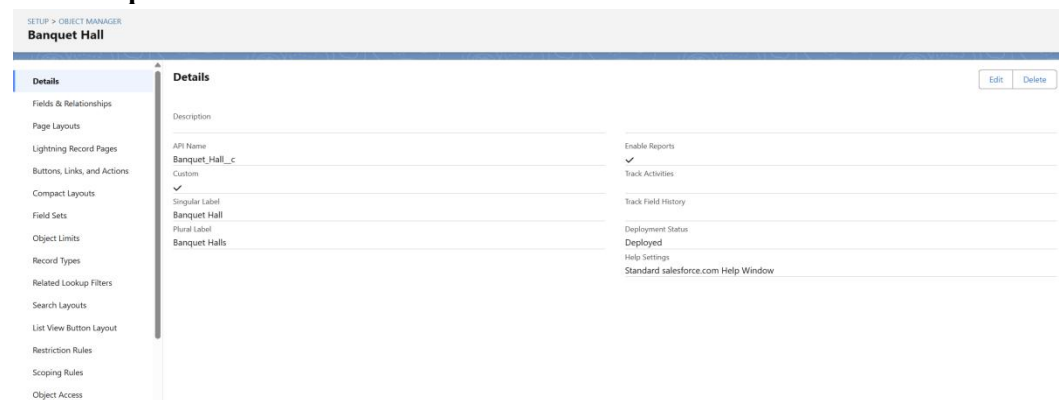 SETUP > OBJECT MANAGER
Banquet Hall
Details
Fields & Relationships
Page Layouts
Lightning Record Pages
Buttons, Links, and Actions
Compact Layouts
Field Sets
Object Limits
Record Types
Related Lookup Filters
Search Layouts
List View Button Layout
Restriction Rules
Scoping Rules
Object Access
Details
Edit
Delete
Description
API Name
Banquet_Hall__c
Custom
✓
Singular Label
Banquet Hall
Plural Label
Banquet Halls
Enable Reports
✓
Track Activities
Track Field History
Deployment Status
Deployed
Help Settings
Standard salesforce.com Help Window